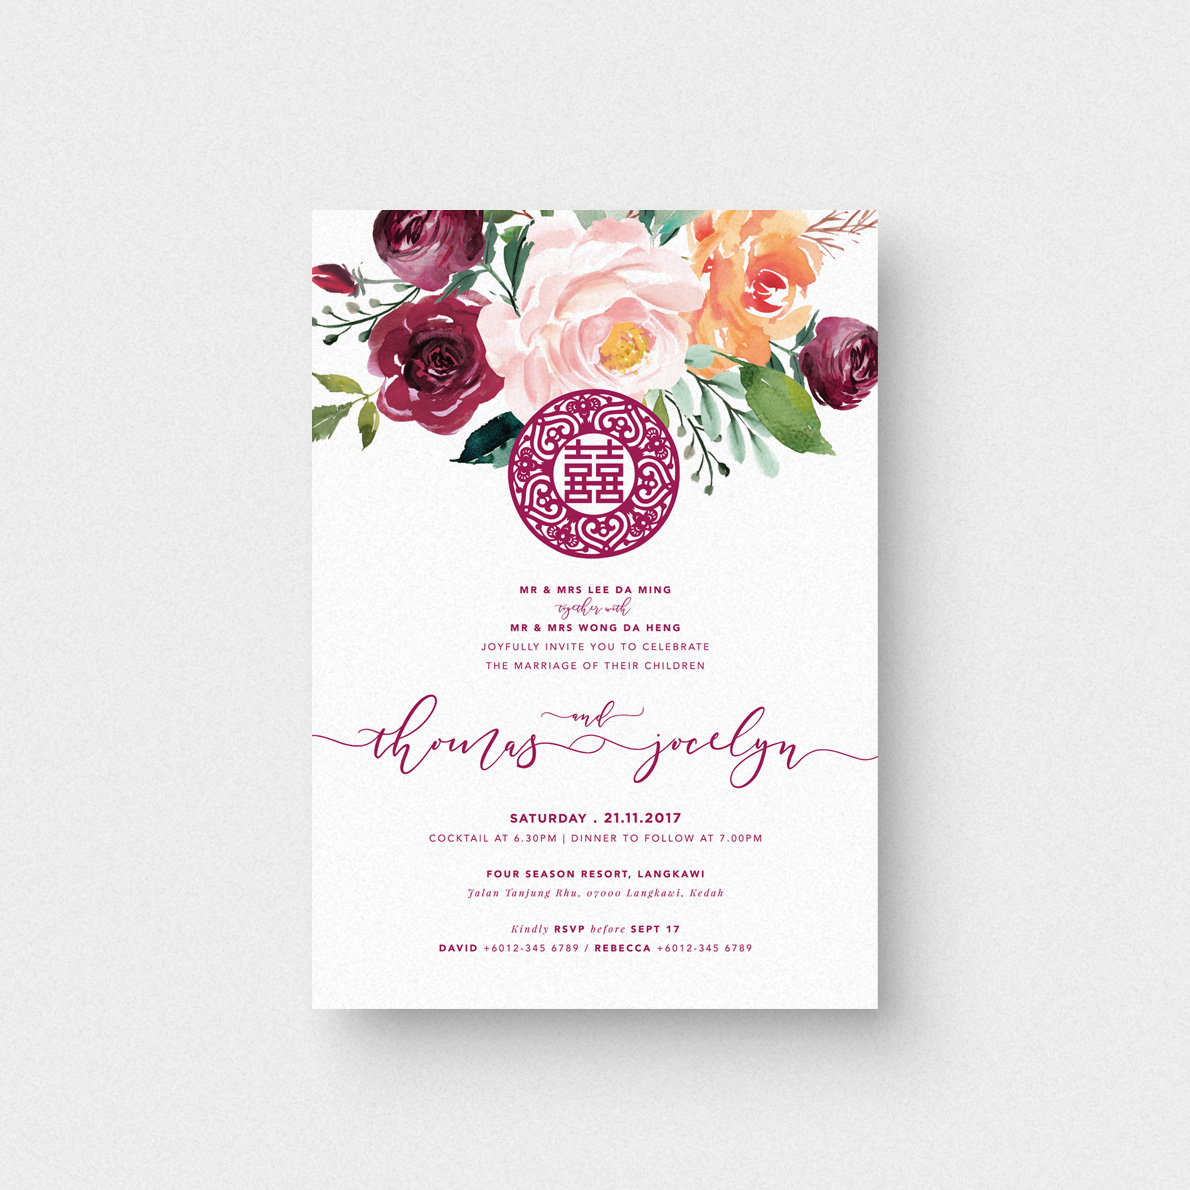 囍
MR & MRS LEE DA MING
together with
MR & MRS WONG DA HENG
JOYFULLY INVITE YOU TO CELEBRATE
THE MARRIAGE OF THEIR CHILDREN
thomas and jocelyn
SATURDAY . 21.11.2017
COCKTAIL AT 6.30PM | DINNER TO FOLLOW AT 7.00PM
FOUR SEASON RESORT, LANGKAWI
Jalan Tanjung Rhu, 07000 Langkawi, Kedah
Kindly RSVP before SEPT 17
DAVID +6012-345 6789 / REBECCA +6012-345 6789